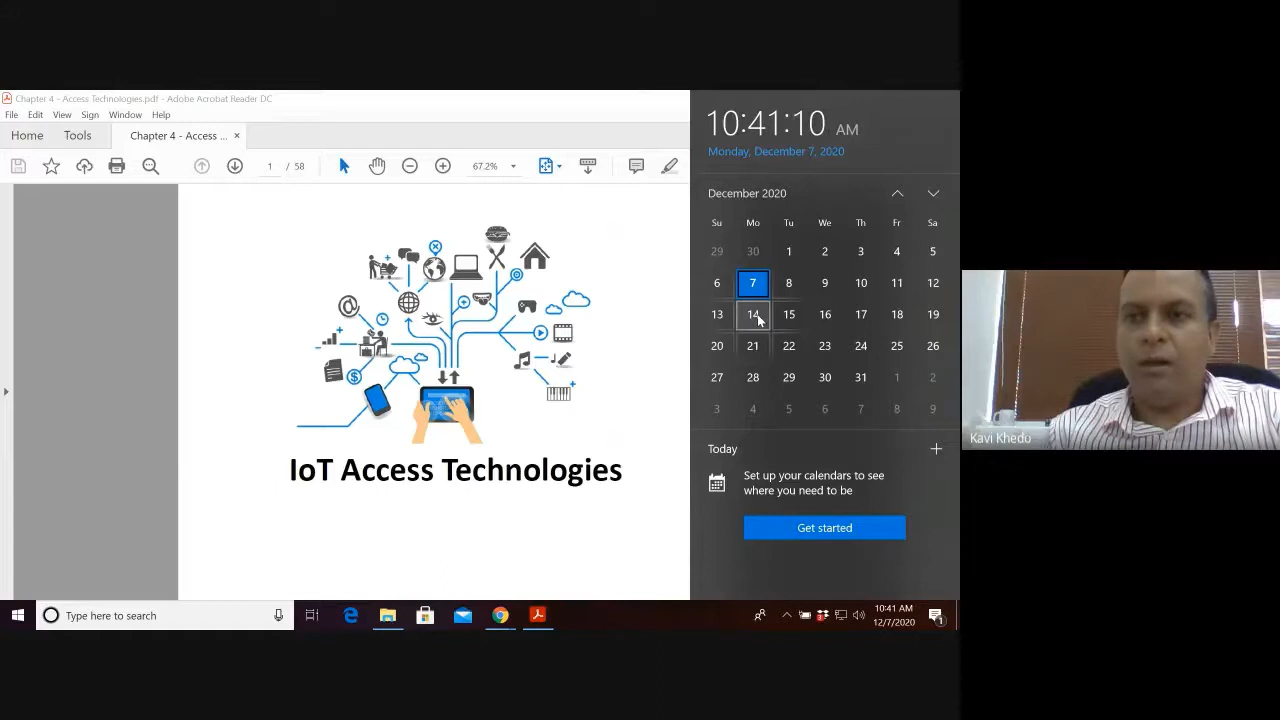 Chapter 4 - Access Technologies.pdf - Adobe Acrobat Reader DC
File Edit View Sign Window Help
Home Tools Chapter 4 - Access ... ×
1 / 58 67.2%
IoT Access Technologies
10:41:10 AM
Monday, December 7, 2020
December 2020
Su Mo Tu We Th Fr Sa
29 30 1 2 3 4 5
6 7 8 9 10 11 12
13 14 15 16 17 18 19
20 21 22 23 24 25 26
27 28 29 30 31 1 2
3 4 5 6 7 8 9
Today
Set up your calendars to see
where you need to be
Get started
Kavi Khedu
Type here to search
10:41 AM
12/7/2020
1